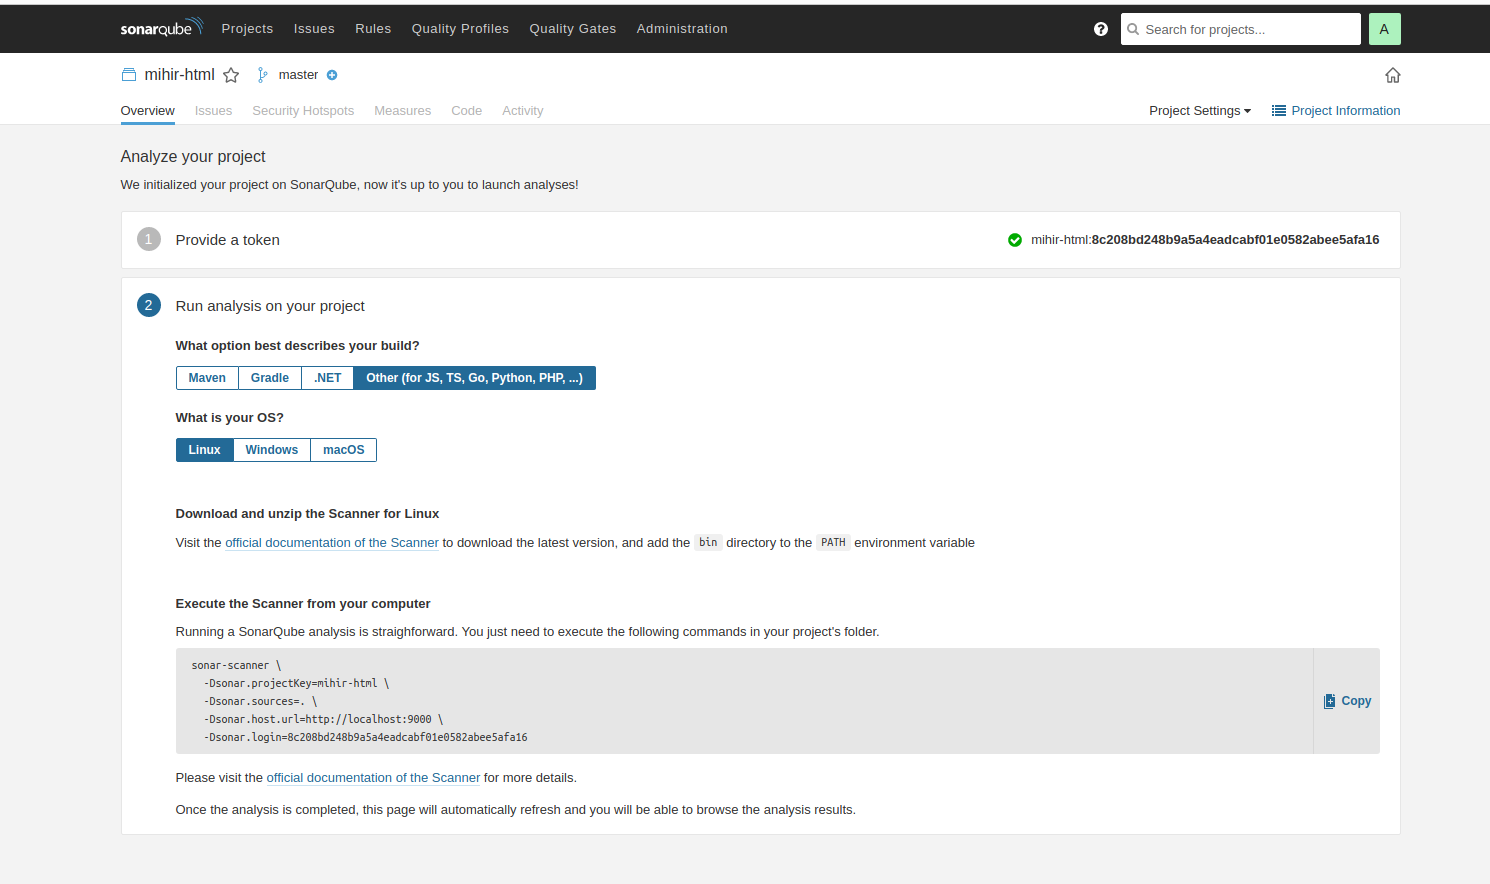 sonarqube Projects Issues Rules Quality Profiles Quality Gates Administration ? Search for projects... A
mihir-html master
Overview Issues Security Hotspots Measures Code Activity Project Settings Project Information
Analyze your project
We initialized your project on SonarQube, now it's up to you to launch analyses!
1 Provide a token mihir-html:8c208bd248b9a5a4eadcabf01e0582abee5afa16
2 Run analysis on your project
What option best describes your build?
Maven Gradle .NET Other (for JS, TS, Go, Python, PHP, ...)
What is your OS?
Linux Windows macOS
Download and unzip the Scanner for Linux
Visit the official documentation of the Scanner to download the latest version, and add the bin directory to the PATH environment variable
Execute the Scanner from your computer
Running a SonarQube analysis is straighforward. You just need to execute the following commands in your project's folder.
sonar-scanner \
-Dsonar.projectKey=mihir-html \
-Dsonar.sources=. \
-Dsonar.host.url=http://localhost:9000 \
-Dsonar.login=8c208bd248b9a5a4eadcabf01e0582abee5afa16
Copy
Please visit the official documentation of the Scanner for more details.
Once the analysis is completed, this page will automatically refresh and you will be able to browse the analysis results.